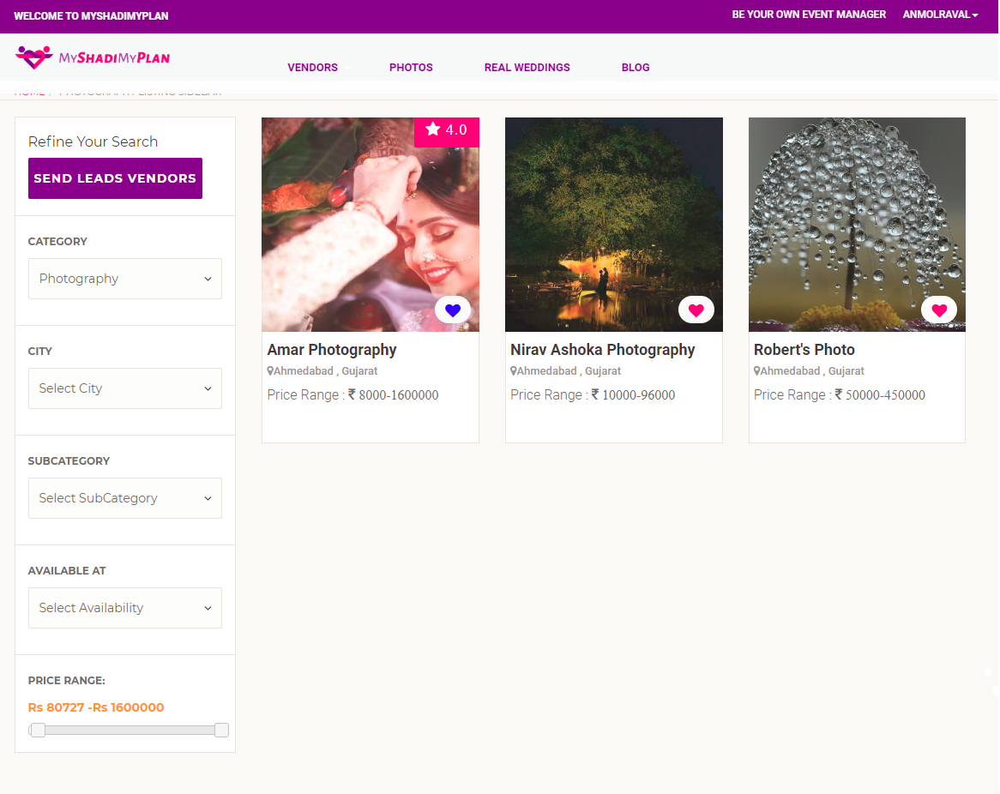 WELCOME TO MYSHADIMYPLAN
BE YOUR OWN EVENT MANAGER
ANMOLRAVAL
MYSHADIMYPLAN
VENDORS
PHOTOS
REAL WEDDINGS
BLOG
HOME / PHOTOGRAPHY LISTING SIDEBAR
Refine Your Search
SEND LEADS VENDORS
CATEGORY
Photography
CITY
Select City
SUBCATEGORY
Select SubCategory
AVAILABLE AT
Select Availability
PRICE RANGE:
Rs 80727 -Rs 1600000
4.0
Amar Photography
Ahmedabad , Gujarat
Price Range : ₹ 8000-1600000
Nirav Ashoka Photography
Ahmedabad , Gujarat
Price Range : ₹ 10000-96000
Robert's Photo
Ahmedabad , Gujarat
Price Range : ₹ 50000-450000